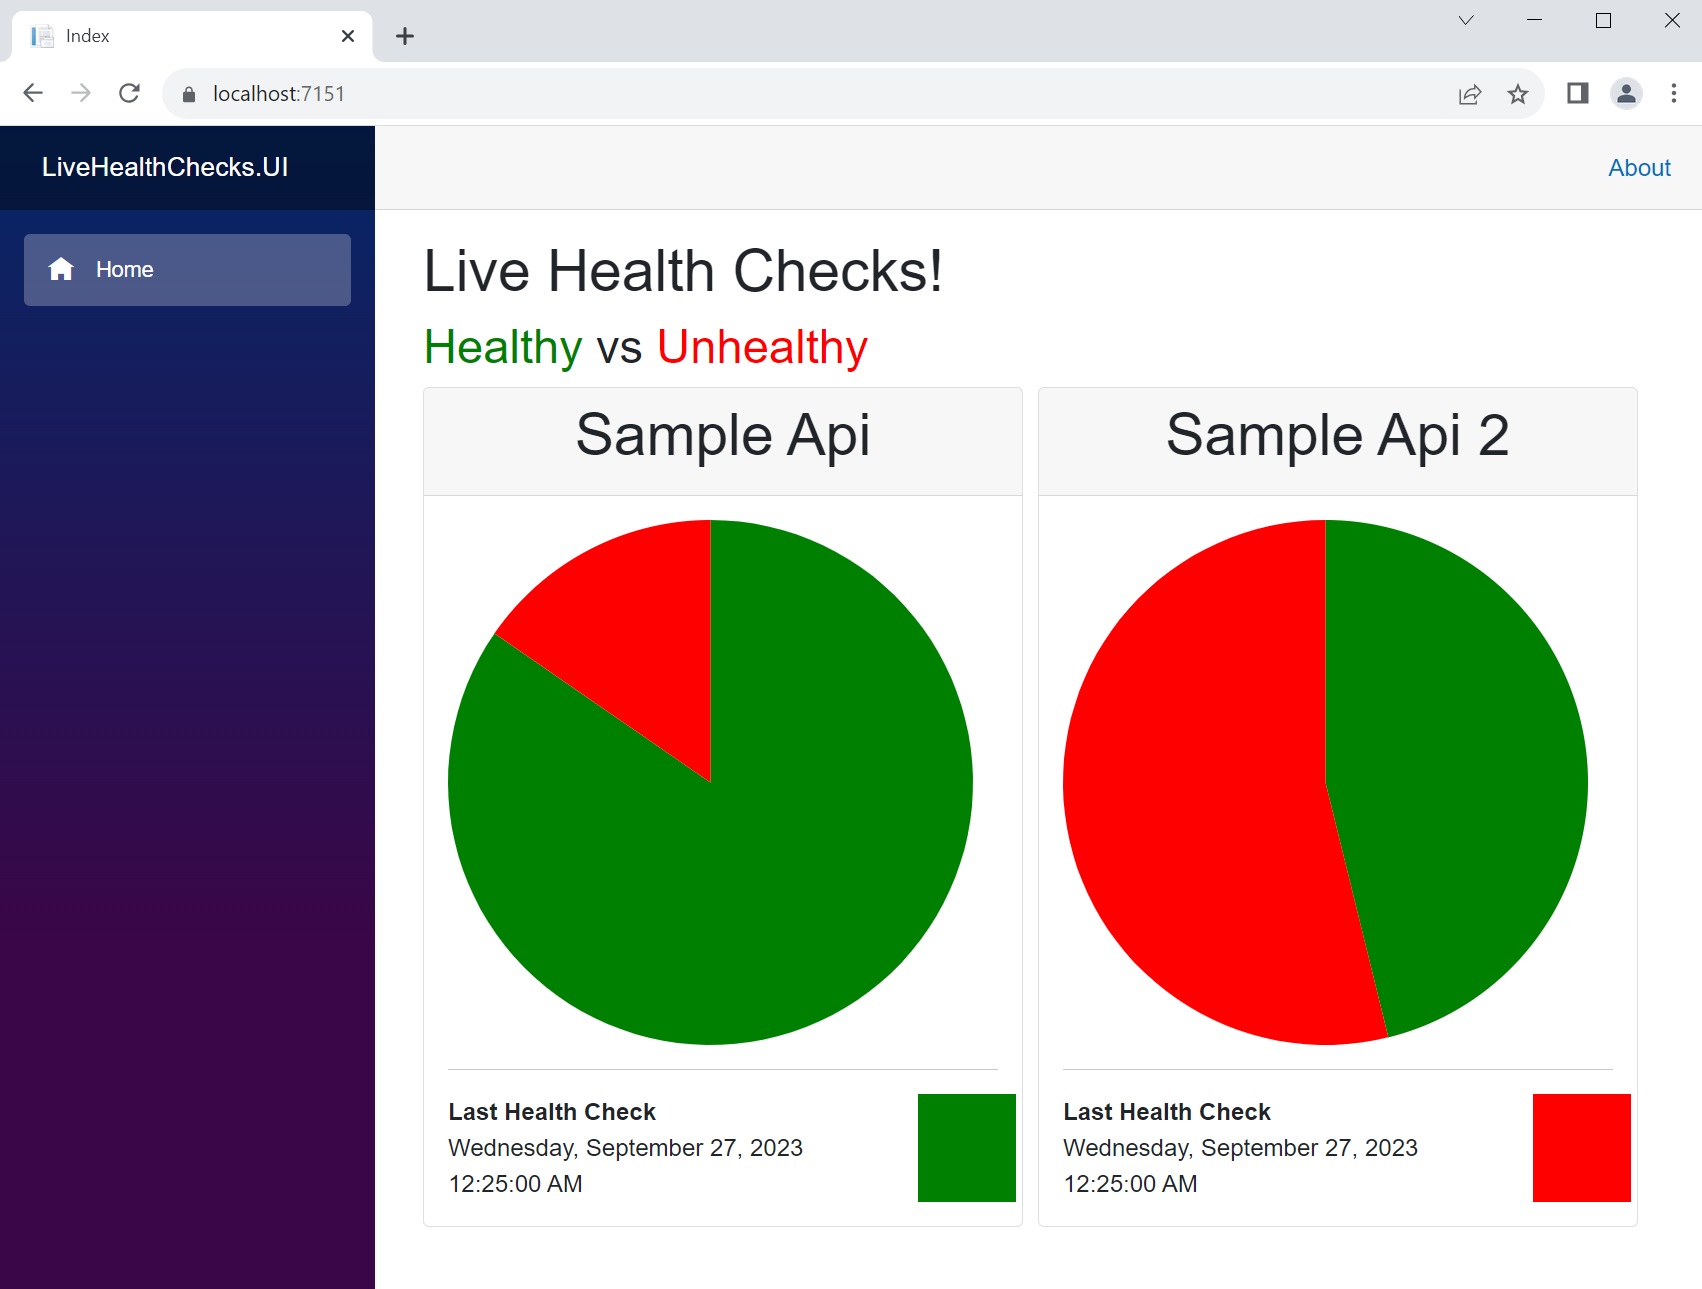 Index
localhost:7151
LiveHealthChecks.UI
About
Home
Live Health Checks!
Healthy vs Unhealthy
Sample Api
Last Health Check
Wednesday, September 27, 2023
12:25:00 AM
Sample Api 2
Last Health Check
Wednesday, September 27, 2023
12:25:00 AM